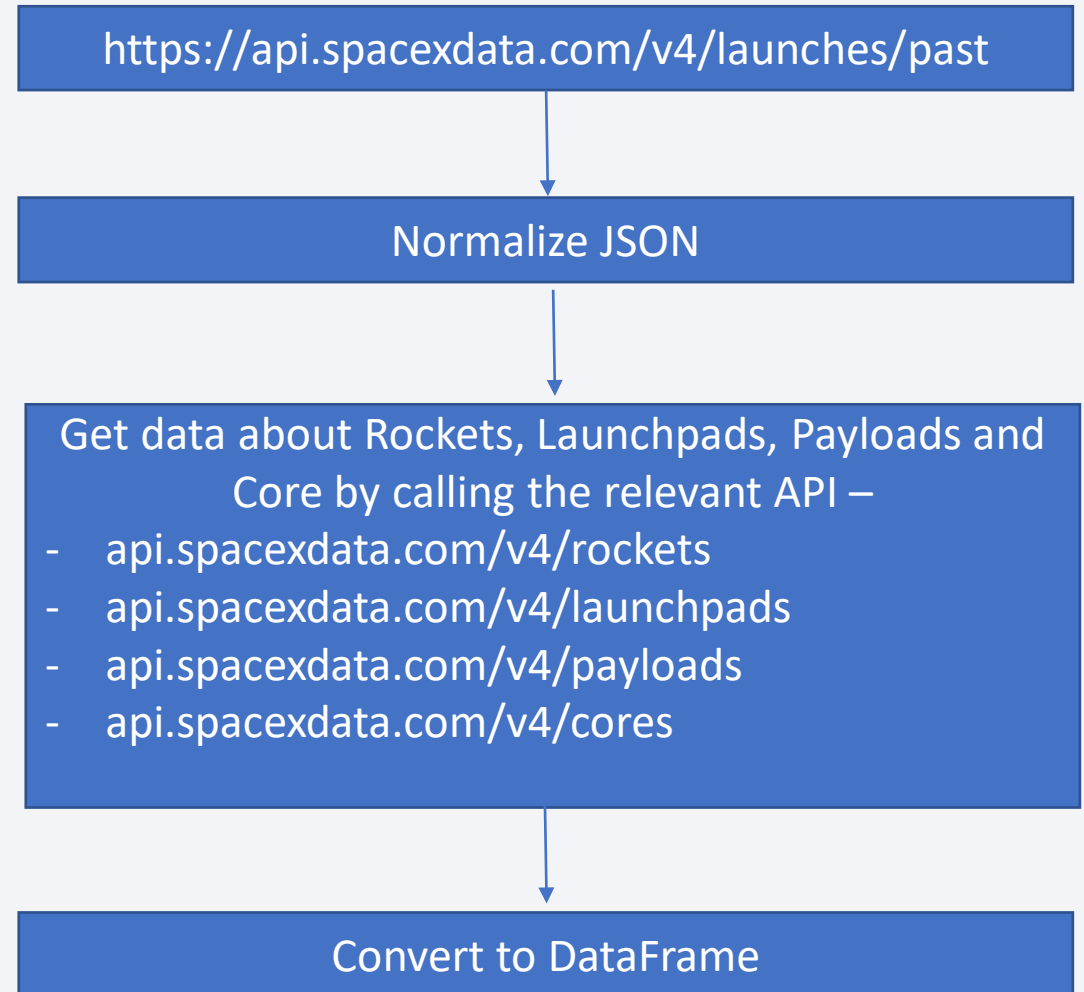 https://api.spacexdata.com/v4/launches/past
Normalize JSON
Get data about Rockets, Launchpads, Payloads and
Core by calling the relevant API –
- api.spacexdata.com/v4/rockets
- api.spacexdata.com/v4/launchpads
- api.spacexdata.com/v4/payloads
- api.spacexdata.com/v4/cores
Convert to DataFrame